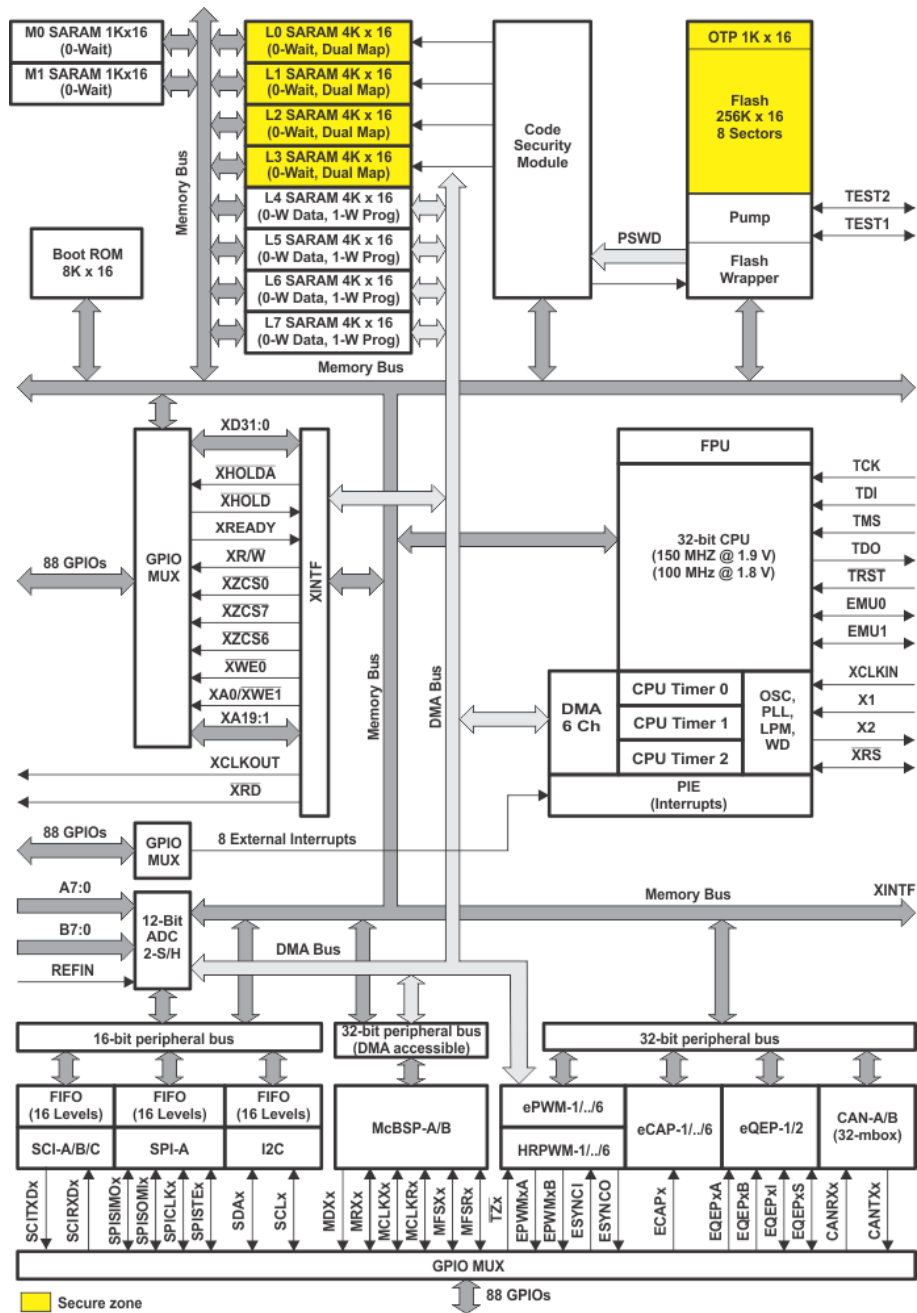 M0 SARAM 1Kx16
(0-Wait)
M1 SARAM 1Kx16
(0-Wait)
L0 SARAM 4K x 16
(0-Wait, Dual Map)
L1 SARAM 4K x 16
(0-Wait, Dual Map)
L2 SARAM 4K x 16
(0-Wait, Dual Map)
L3 SARAM 4K x 16
(0-Wait, Dual Map)
L4 SARAM 4K x 16
(0-W Data, 1-W Prog)
L5 SARAM 4K x 16
(0-W Data, 1-W Prog)
L6 SARAM 4K x 16
(0-W Data, 1-W Prog)
L7 SARAM 4K x 16
(0-W Data, 1-W Prog)
Memory Bus
Boot ROM
8K x 16
Code
Security
Module
OTP 1K x 16
Flash
256K x 16
8 Sectors
Pump
Flash
Wrapper
PSWD
TEST2
TEST1
Memory Bus
GPIO
MUX
88 GPIOs
XD31:0
XHOLDA
XHOLD
XREADY
XR/W
XZCS0
XZCS7
XZCS6
XWE0
XA0/XWE1
XA19:1
XCLKOUT
XRD
XINTF
Memory Bus
DMA Bus
FPU
32-bit CPU
(150 MHZ @ 1.9 V)
(100 MHz @ 1.8 V)
TCK
TDI
TMS
TDO
TRST
EMU0
EMU1
XCLKIN
X1
X2
XRS
DMA
6 Ch
CPU Timer 0
CPU Timer 1
CPU Timer 2
OSC,
PLL,
LPM,
WD
PIE
(Interrupts)
88 GPIOs
GPIO
MUX
8 External Interrupts
A7:0
B7:0
REFIN
12-Bit
ADC
2-S/H
Memory Bus
XINTF
DMA Bus
16-bit peripheral bus
32-bit peripheral bus
(DMA accessible)
32-bit peripheral bus
FIFO
(16 Levels)
SCI-A/B/C
FIFO
(16 Levels)
SPI-A
FIFO
(16 Levels)
I2C
McBSP-A/B
ePWM-1/../6
HRPWM-1/../6
eCAP-1/../6
eQEP-1/2
CAN-A/B
(32-mbox)
SCITXDx
SCIRXDx
SPISIMOx
SPISOMIx
SPICLKx
SPISTEx
SDAx
SCLx
MDXx
MRXx
MCLKXx
MCLKRx
MFSXx
MFSRx
TZx
EPWMxA
EPWMxB
ESYNCI
ESYNCO
ECAPx
EQEPxA
EQEPxB
EQEPxI
EQEPxS
CANRXx
CANTXx
GPIO MUX
88 GPIOs
Secure zone